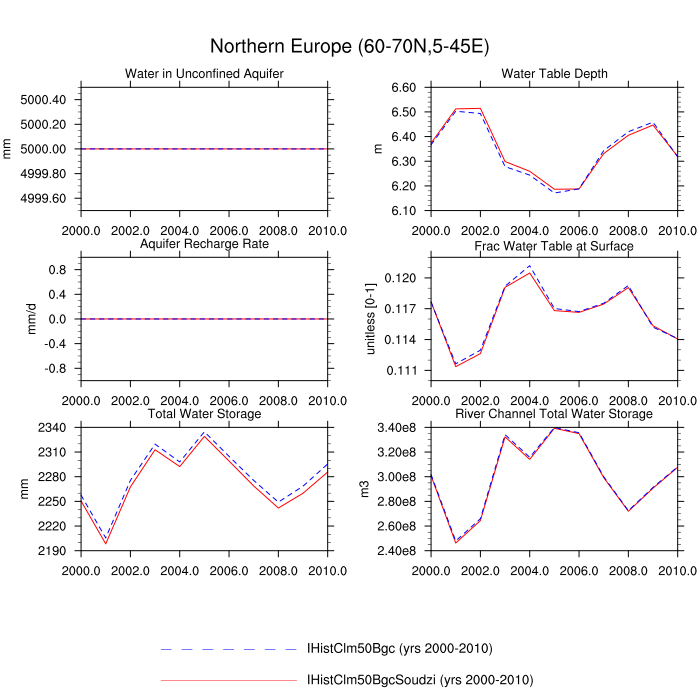 Northern Europe (60-70N,5-45E)
Water in Unconfined Aquifer
mm
5000.40
5000.20
5000.00
4999.80
4999.60
2000.0 2002.0 2004.0 2006.0 2008.0 2010.0
Water Table Depth
m
6.60
6.50
6.40
6.30
6.20
6.10
2000.0 2002.0 2004.0 2006.0 2008.0 2010.0
Aquifer Recharge Rate
mm/d
0.8
0.4
0.0
-0.4
-0.8
2000.0 2002.0 2004.0 2006.0 2008.0 2010.0
Frac Water Table at Surface
unitless [0-1]
0.120
0.117
0.114
0.111
2000.0 2002.0 2004.0 2006.0 2008.0 2010.0
Total Water Storage
mm
2340
2310
2280
2250
2220
2190
2000.0 2002.0 2004.0 2006.0 2008.0 2010.0
River Channel Total Water Storage
m3
3.40e8
3.20e8
3.00e8
2.80e8
2.60e8
2.40e8
2000.0 2002.0 2004.0 2006.0 2008.0 2010.0
IHistClm50Bgc (yrs 2000-2010)
IHistClm50BgcSoudzi (yrs 2000-2010)